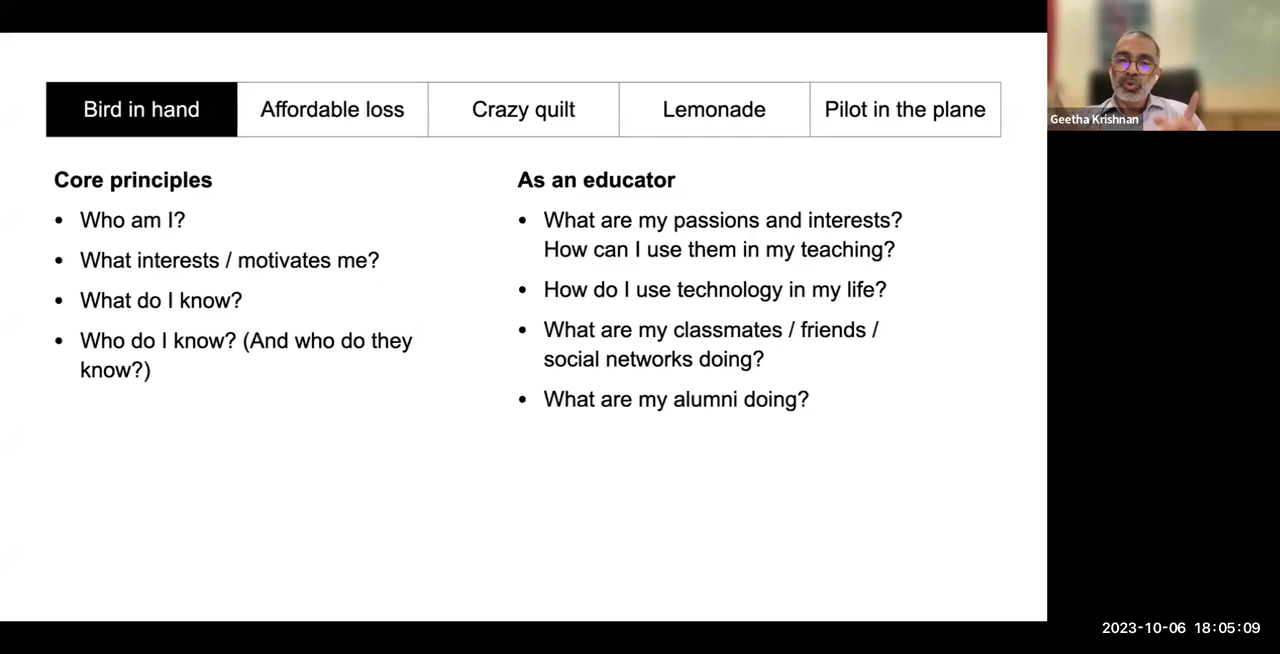 Bird in hand
Affordable loss
Crazy quilt
Lemonade
Pilot in the plane
Geetha Krishnan
Core principles
• Who am I?
• What interests / motivates me?
• What do I know?
• Who do I know? (And who do they
know?)
As an educator
• What are my passions and interests?
How can I use them in my teaching?
• How do I use technology in my life?
• What are my classmates / friends /
social networks doing?
• What are my alumni doing?
2023-10-06 18:05:09